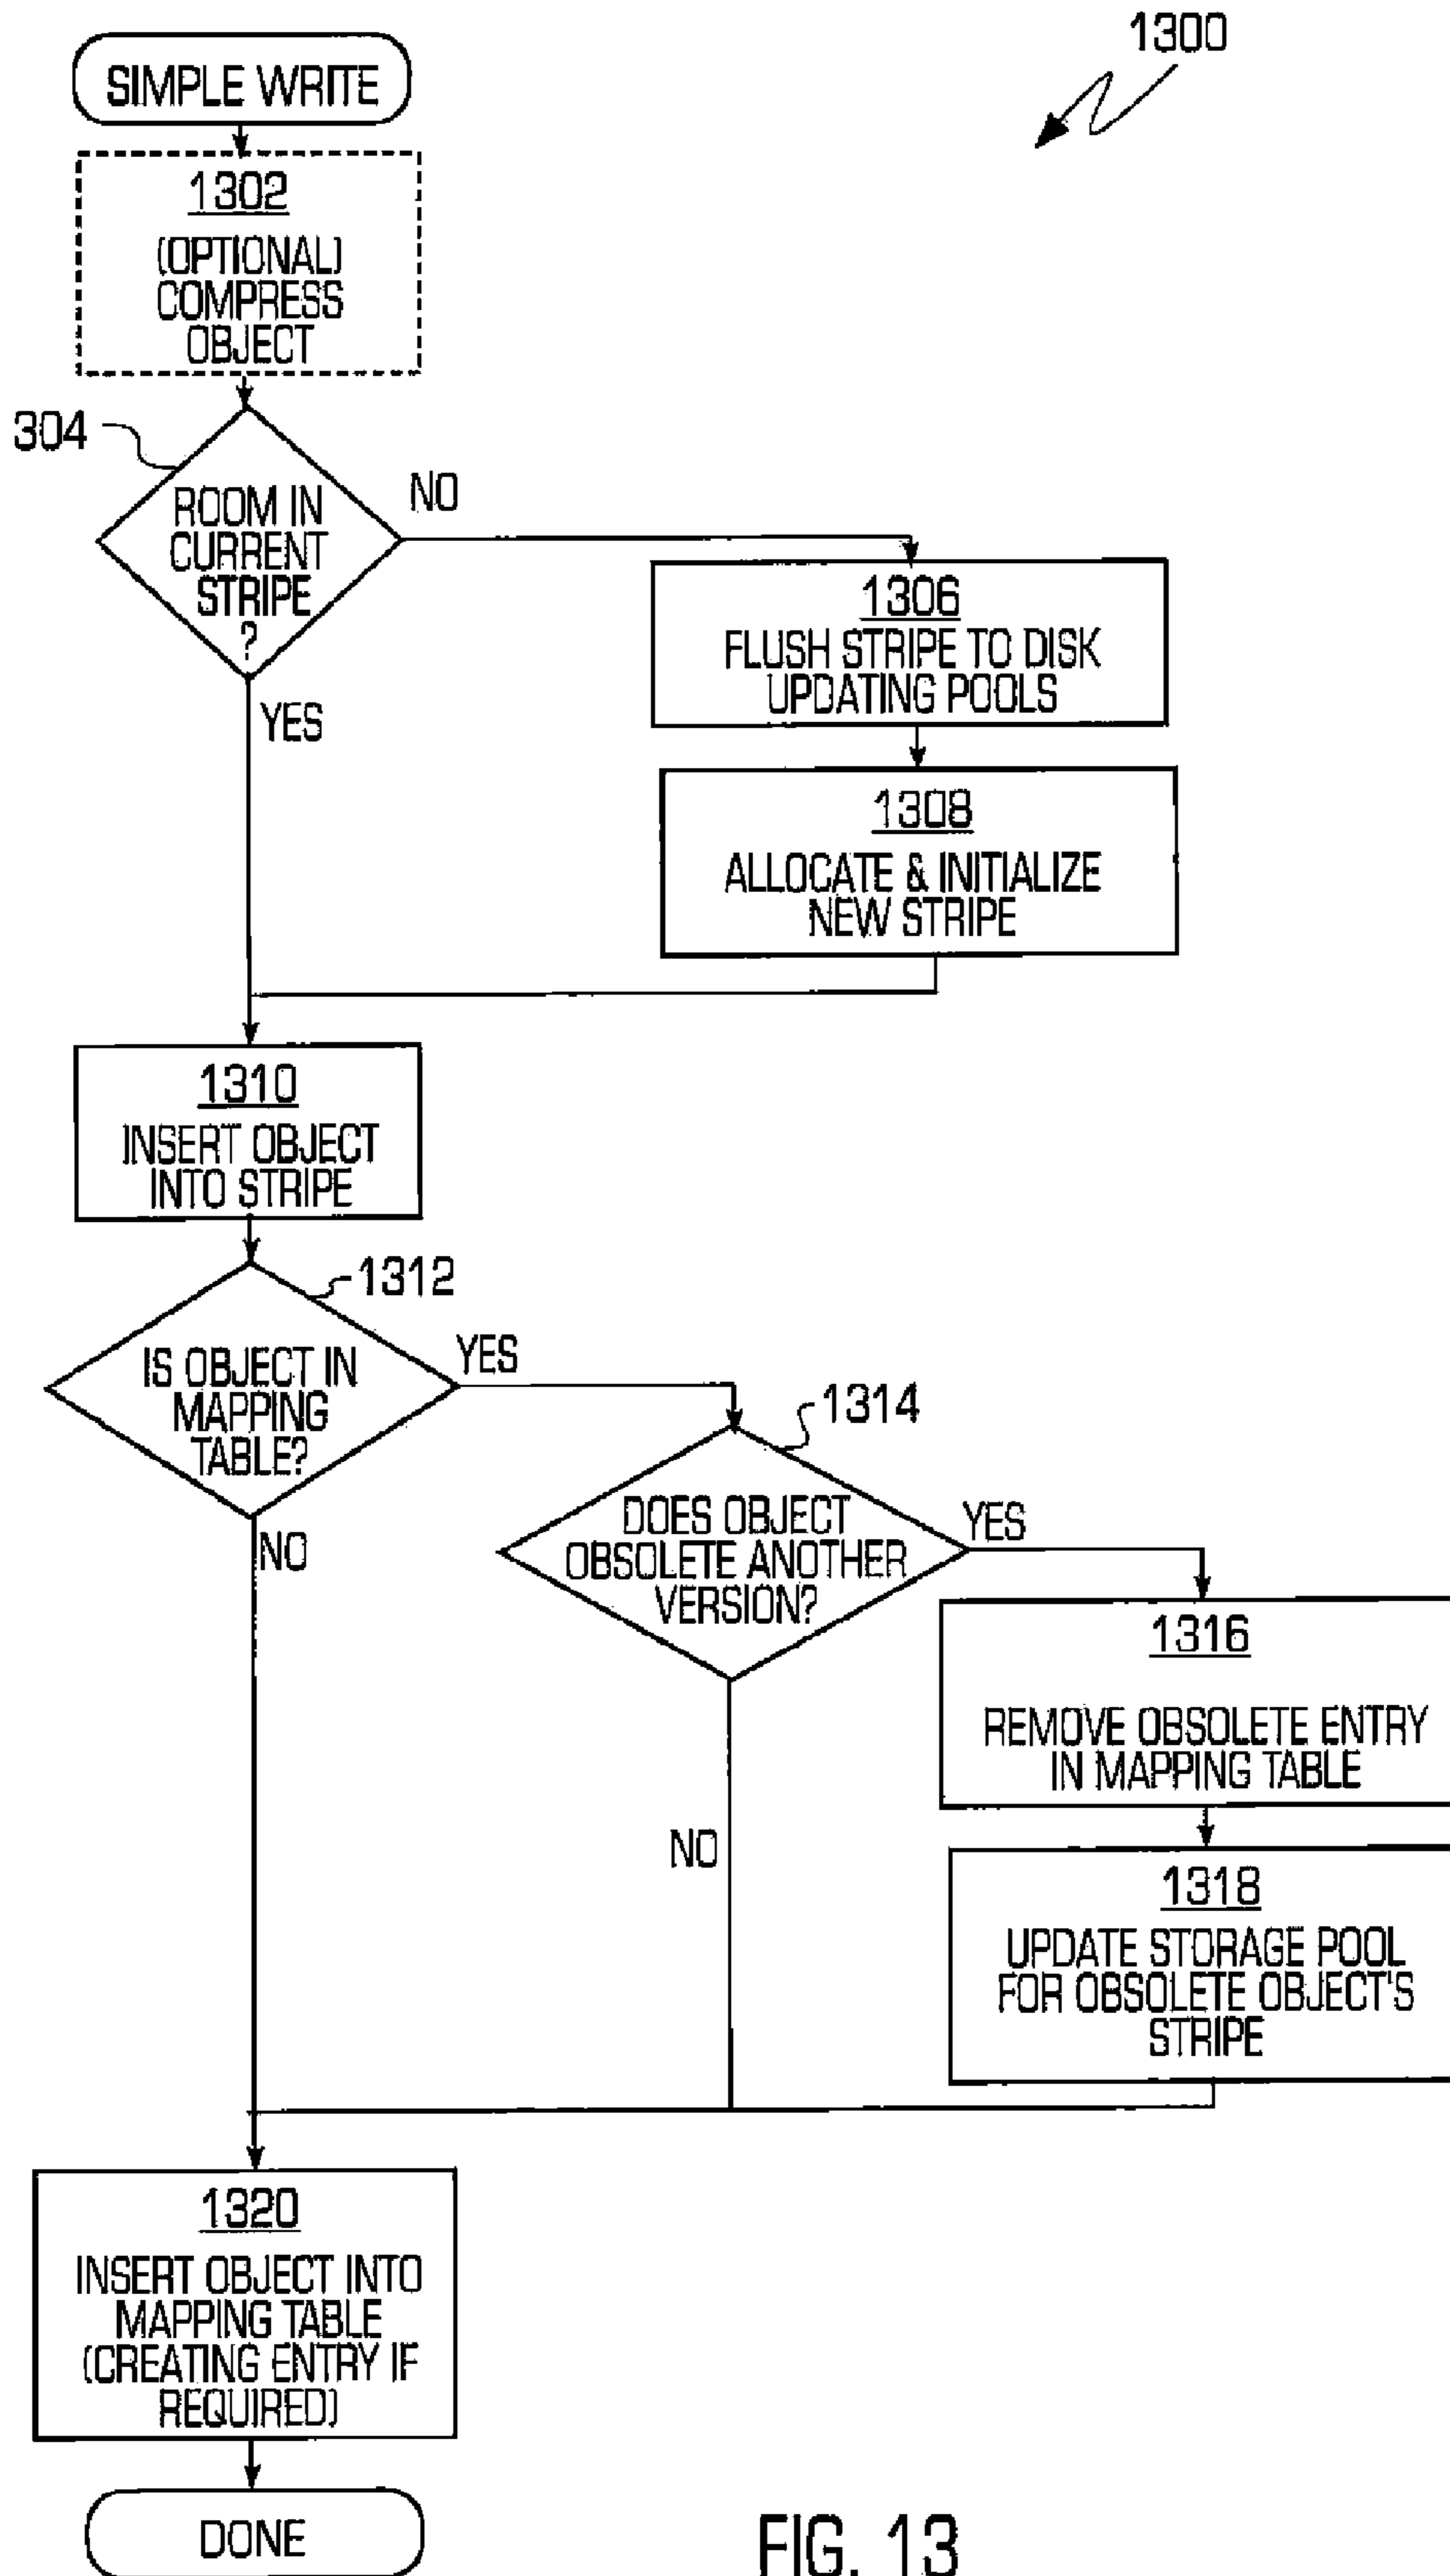 1300
SIMPLE WRITE
1302
(OPTIONAL)
COMPRESS
OBJECT
304
ROOM IN
CURRENT
STRIPE
?
NO
YES
1306
FLUSH STRIPE TO DISK
UPDATING POOLS
1308
ALLOCATE & INITIALIZE
NEW STRIPE
1310
INSERT OBJECT
INTO STRIPE
1312
IS OBJECT IN
MAPPING
TABLE?
YES
NO
1314
DOES OBJECT
OBSOLETE ANOTHER
VERSION?
YES
NO
1316
REMOVE OBSOLETE ENTRY
IN MAPPING TABLE
1318
UPDATE STORAGE POOL
FOR OBSOLETE OBJECT'S
STRIPE
1320
INSERT OBJECT INTO
MAPPING TABLE
(CREATING ENTRY IF
REQUIRED)
DONE
FIG. 13